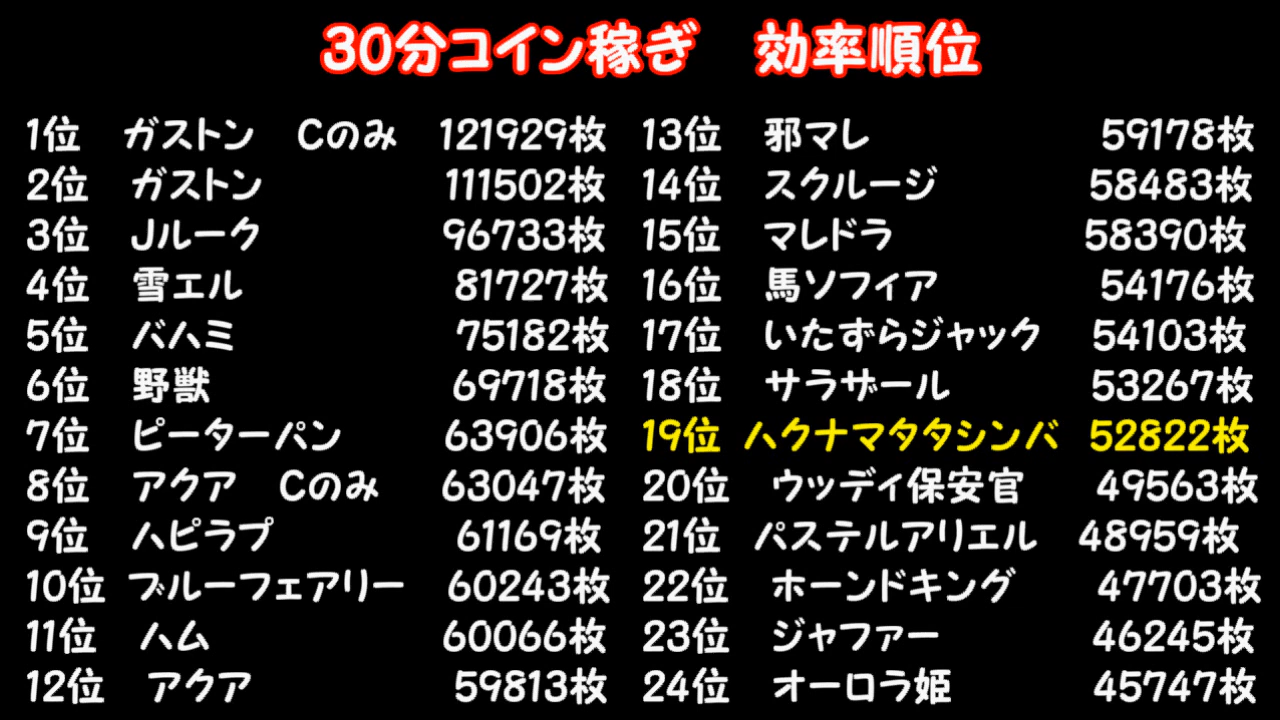 30分コイン稼ぎ　効率順位
1位　ガストン　Cのみ　121929枚
2位　ガストン　111502枚
3位　Jルーク　96733枚
4位　雪エル　81727枚
5位　バハミ　75182枚
6位　野獣　69718枚
7位　ピーターパン　63906枚
8位　アクア　Cのみ　63047枚
9位　ハピラプ　61169枚
10位　ブルーフェアリー　60243枚
11位　ハム　60066枚
12位　アクア　59813枚
13位　邪マレ　59178枚
14位　スクルージ　58483枚
15位　マレドラ　58390枚
16位　馬ソフィア　54176枚
17位　いたずらジャック　54103枚
18位　サラザール　53267枚
19位　ハクナマタタシンバ　52822枚
20位　ウッディ保安官　49563枚
21位　パステルアリエル　48959枚
22位　ホーンドキング　47703枚
23位　ジャファー　46245枚
24位　オーロラ姫　45747枚